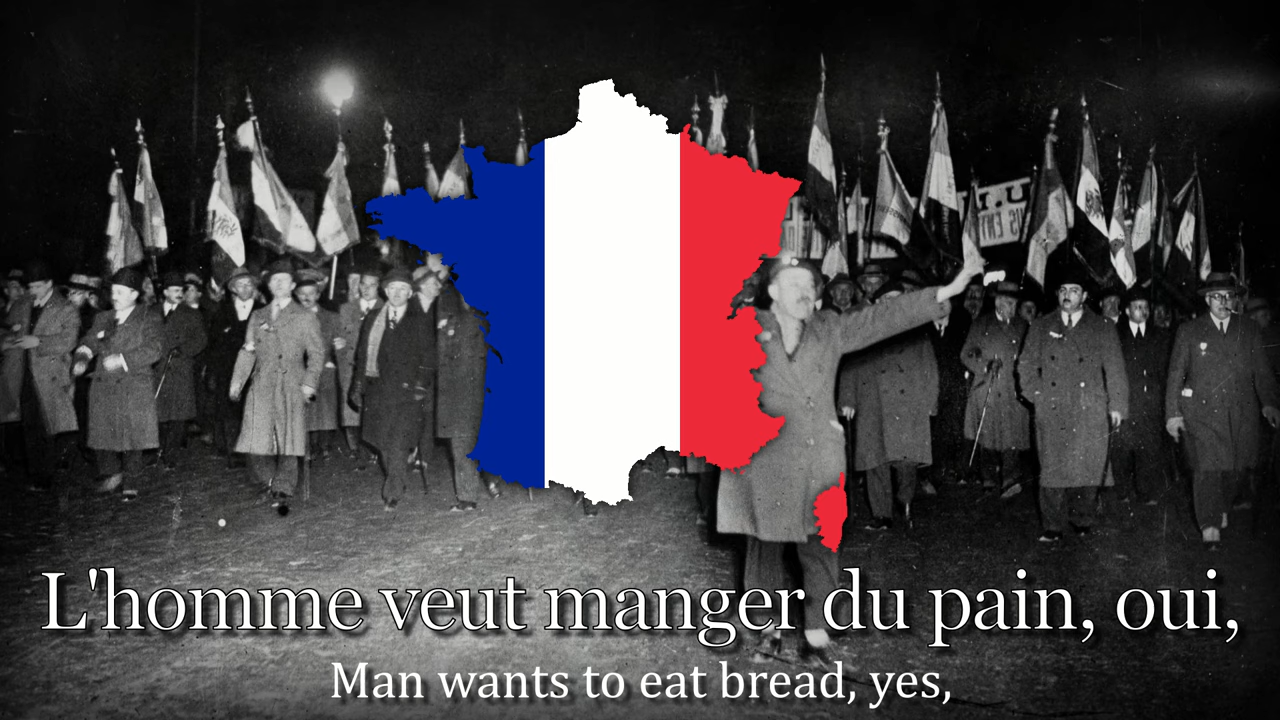 L'homme veut manger du pain, oui,
Man wants to eat bread, yes,